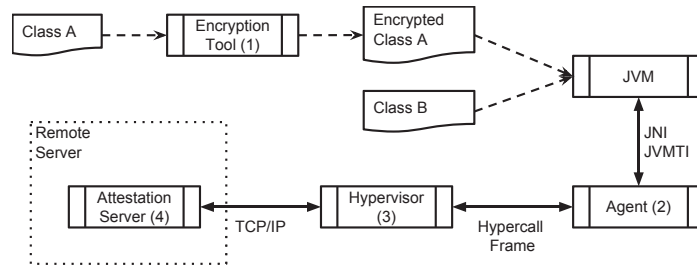 Class A
Encryption
Tool (1)
Encrypted
Class A
Class B
JVM
JNI
JVMTI
Remote
Server
Attestation
Server (4)
TCP/IP
Hypervisor
(3)
Hypercall
Frame
Agent (2)